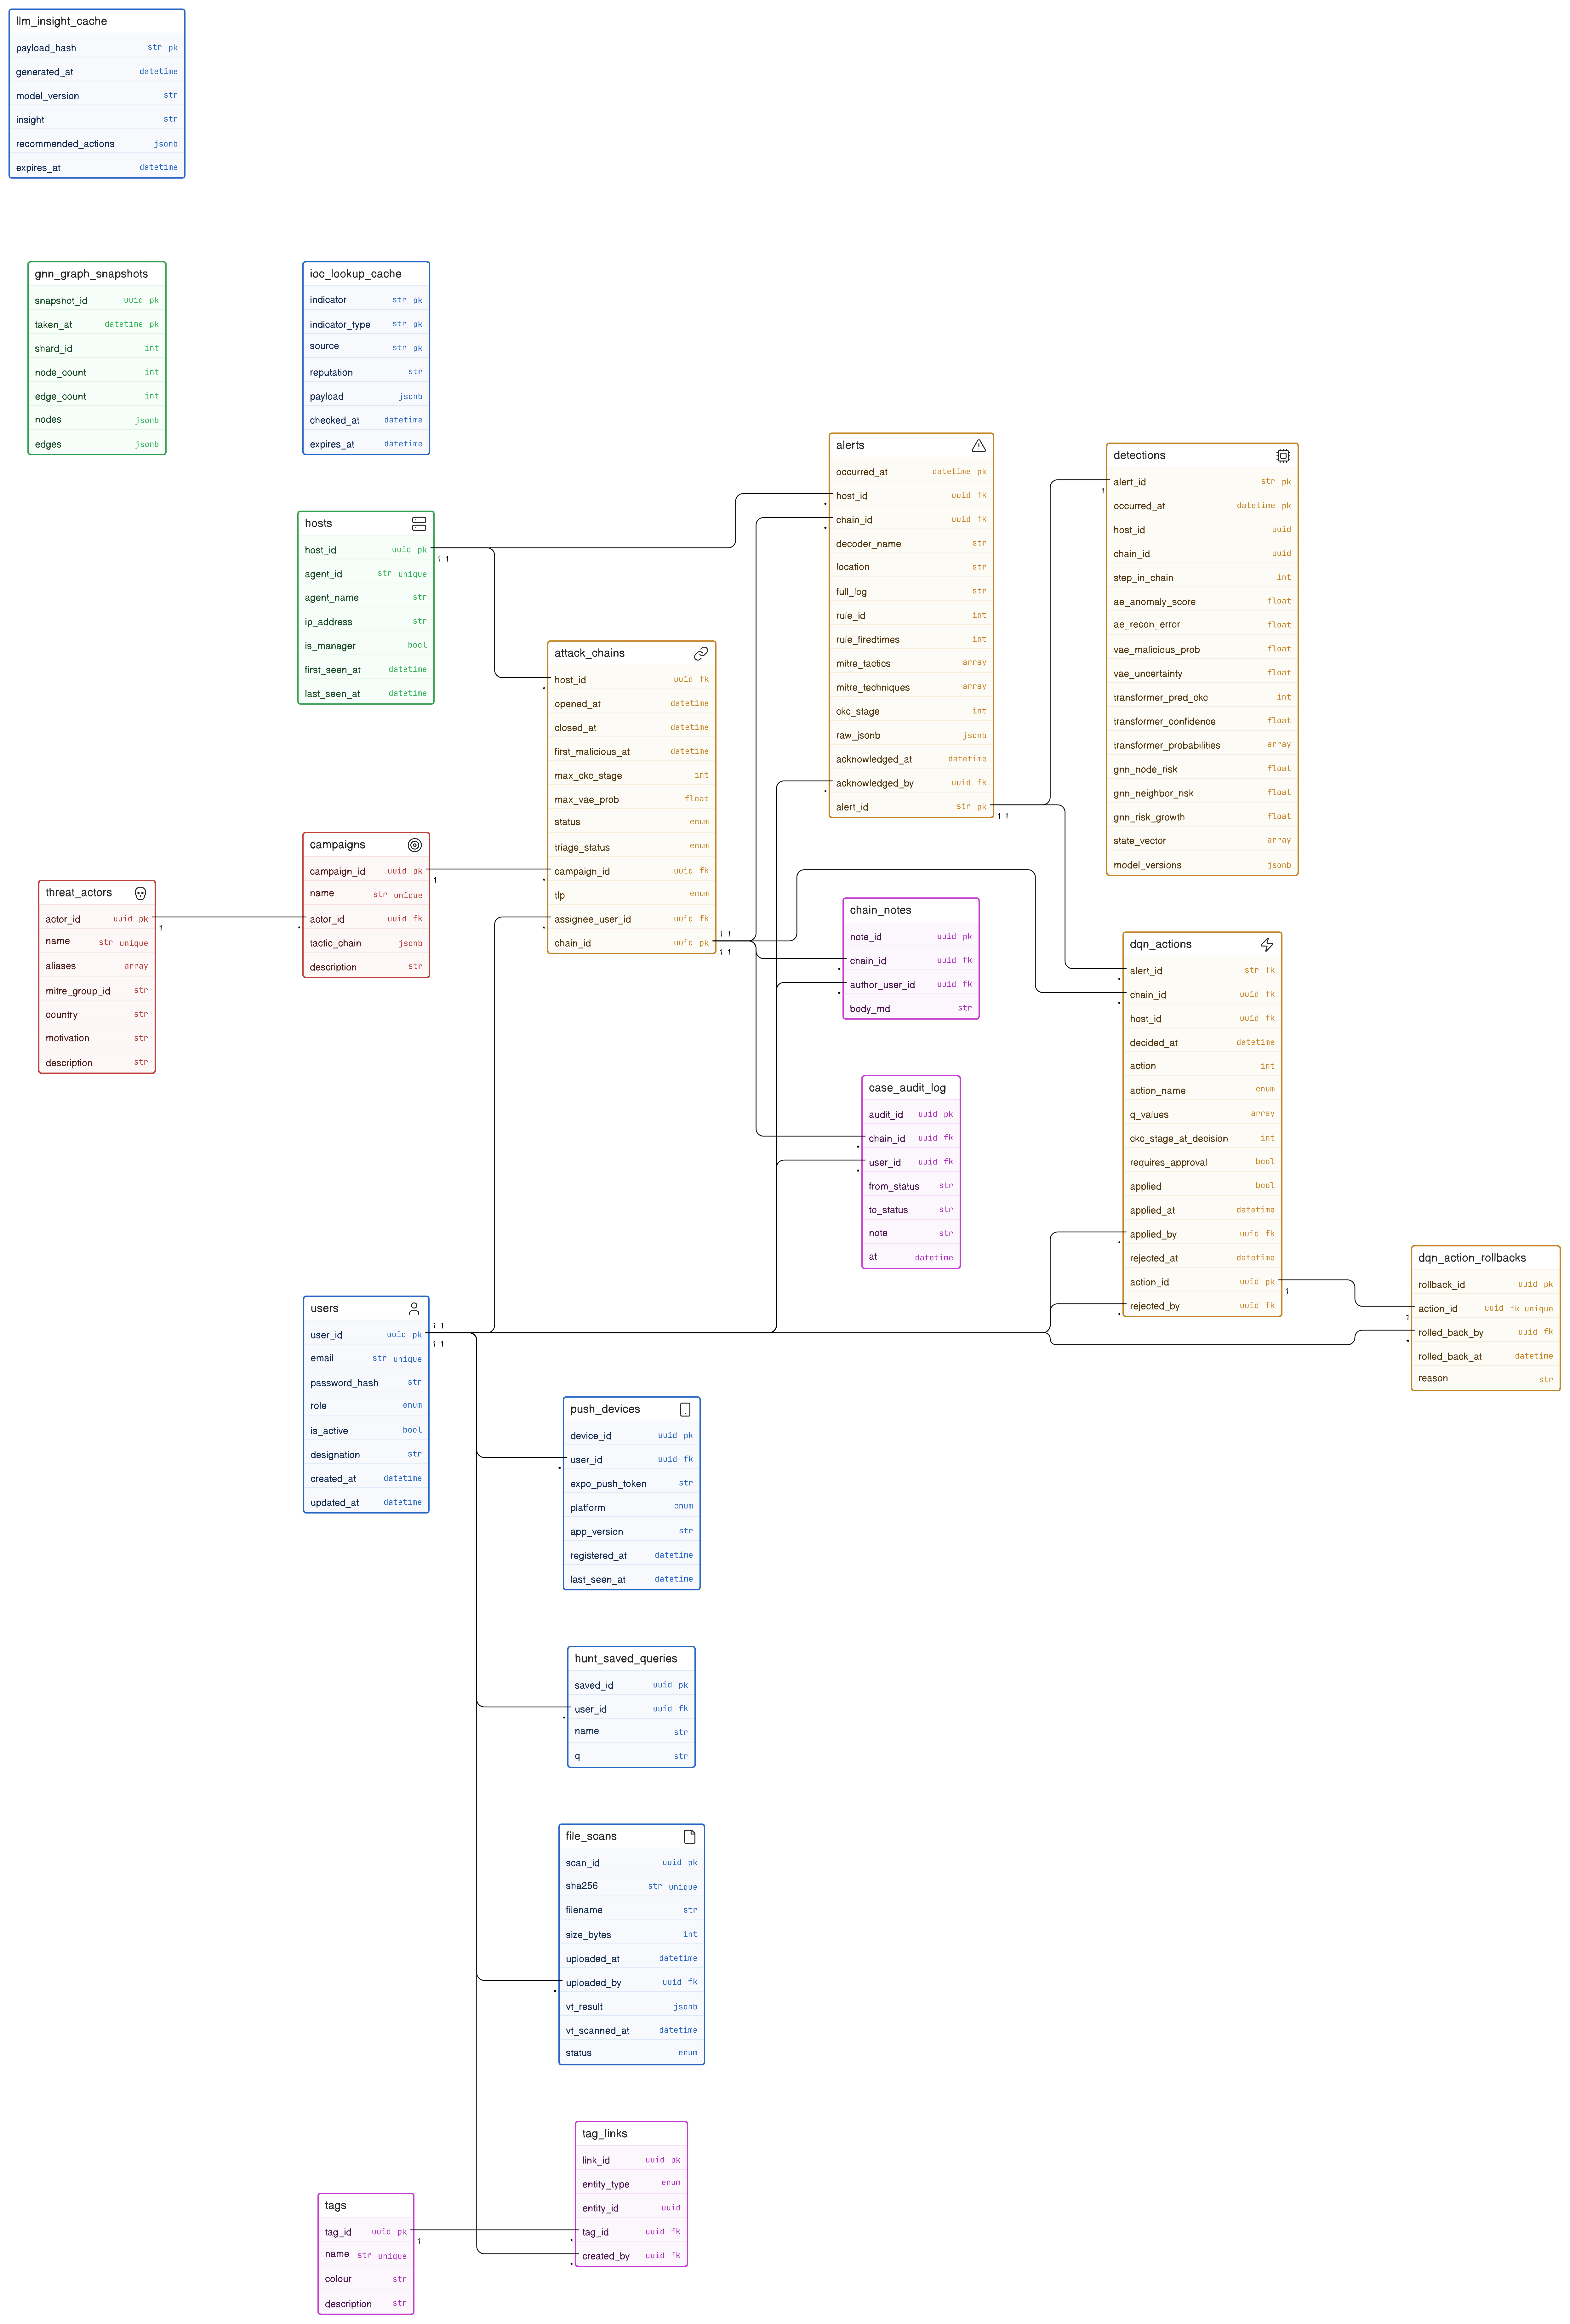 llm_insight_cache
payload_hash str pk
generated_at datetime
model_version str
insight str
recommended_actions jsonb
expires_at datetime
gnn_graph_snapshots
snapshot_id uuid pk
taken_at datetime pk
shard_id int
node_count int
edge_count int
nodes jsonb
edges jsonb
ioc_lookup_cache
indicator str pk
indicator_type str pk
source str pk
reputation str
payload jsonb
checked_at datetime
expires_at datetime
hosts
host_id uuid pk
1 1
agent_id str unique
agent_name str
ip_address str
is_manager bool
first_seen_at datetime
last_seen_at datetime
alerts
occurred_at datetime pk
host_id uuid fk
*
chain_id uuid fk
*
decoder_name str
location str
full_log str
rule_id int
rule_firedtimes int
mitre_tactics array
mitre_techniques array
ckc_stage int
raw_jsonb jsonb
acknowledged_at datetime
acknowledged_by uuid fk
*
alert_id str pk
1 1
detections
alert_id str pk
1
occurred_at datetime pk
host_id uuid
chain_id uuid
step_in_chain int
ae_anomaly_score float
ae_recon_error float
vae_malicious_prob float
vae_uncertainty float
transformer_pred_ckc int
transformer_confidence float
transformer_probabilities array
gnn_node_risk float
gnn_neighbor_risk float
gnn_risk_growth float
state_vector array
model_versions jsonb
attack_chains
host_id uuid fk
*
opened_at datetime
closed_at datetime
first_malicious_at datetime
max_ckc_stage int
max_vae_prob float
status enum
triage_status enum
campaign_id uuid fk
*
tlp enum
assignee_user_id uuid fk
*
chain_id uuid pk
1 1
1 1
campaigns
campaign_id uuid pk
1
name str unique
actor_id uuid fk
*
tactic_chain jsonb
description str
threat_actors
actor_id uuid pk
1
name str unique
aliases array
mitre_group_id str
country str
motivation str
description str
chain_notes
note_id uuid pk
chain_id uuid fk
*
author_user_id uuid fk
*
body_md str
dqn_actions
alert_id str fk
*
chain_id uuid fk
*
host_id uuid fk
decided_at datetime
action int
action_name enum
q_values array
ckc_stage_at_decision int
requires_approval bool
applied bool
applied_at datetime
applied_by uuid fk
*
rejected_at datetime
action_id uuid pk
1
rejected_by uuid fk
*
case_audit_log
audit_id uuid pk
chain_id uuid fk
*
user_id uuid fk
*
from_status str
to_status str
note str
at datetime
dqn_action_rollbacks
rollback_id uuid pk
action_id uuid fk unique
1
rolled_back_by uuid fk
*
rolled_back_at datetime
reason str
users
1 1
user_id uuid pk
1 1
email str unique
password_hash str
role enum
is_active bool
designation str
created_at datetime
updated_at datetime
push_devices
device_id uuid pk
user_id uuid fk
*
expo_push_token str
platform enum
app_version str
registered_at datetime
last_seen_at datetime
hunt_saved_queries
saved_id uuid pk
user_id uuid fk
*
name str
q str
file_scans
scan_id uuid pk
sha256 str unique
filename str
size_bytes int
uploaded_at datetime
uploaded_by uuid fk
*
vt_result jsonb
vt_scanned_at datetime
status enum
tag_links
link_id uuid pk
entity_type enum
entity_id uuid
tag_id uuid fk
*
created_by uuid fk
*
tags
tag_id uuid pk
1
name str unique
colour str
description str